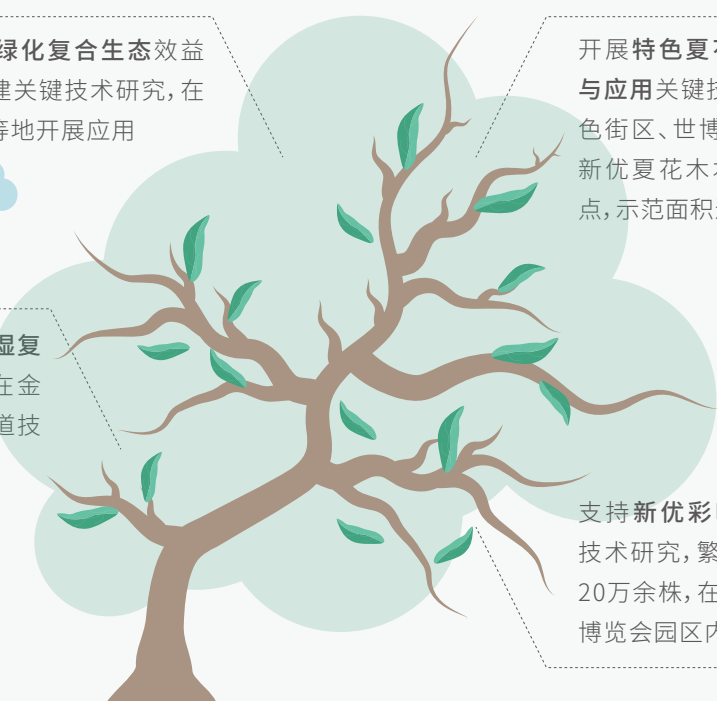 绿化复合生态效益
建关键技术研究，在
等地开展应用
湿复
在金
道技
开展特色夏
与应用关键
色街区、世博
新优夏花木
点，示范面积
支持新优彩
技术研究，繁
20万余株，在
博览会园区内